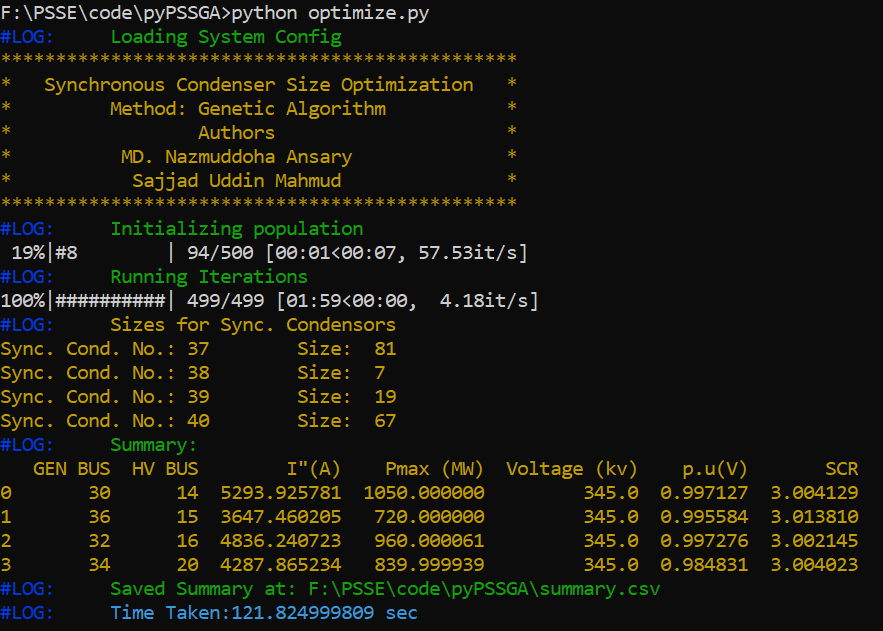 F:\PSSE\code\pyPSSGA>python optimize.py
#LOG:     Loading System Config
***********************************************
*   Synchronous Condenser Size Optimization   *
*         Method: Genetic Algorithm           *
*                 Authors                     *
*          MD. Nazmuddoha Ansary              *
*           Sajjad Uddin Mahmud               *
***********************************************
#LOG:     Initializing population
 19%|#8        | 94/500 [00:01<00:07, 57.53it/s]
#LOG:     Running Iterations
100%|##########| 499/499 [01:59<00:00,  4.18it/s]
#LOG:     Sizes for Sync. Condensors
Sync. Cond. No.: 37        Size:  81
Sync. Cond. No.: 38        Size:  7
Sync. Cond. No.: 39        Size:  19
Sync. Cond. No.: 40        Size:  67
#LOG:     Summary:
   GEN BUS  HV BUS        I"(A)    Pmax (MW)  Voltage (kv)    p.u(V)       SCR
0       30      14  5293.925781  1050.000000         345.0  0.997127  3.004129
1       36      15  3647.460205   720.000000         345.0  0.995584  3.013810
2       32      16  4836.240723   960.000061         345.0  0.997276  3.002145
3       34      20  4287.865234   839.999939         345.0  0.984831  3.004023
#LOG:     Saved Summary at: F:\PSSE\code\pyPSSGA\summary.csv
#LOG:     Time Taken:121.824999809 sec